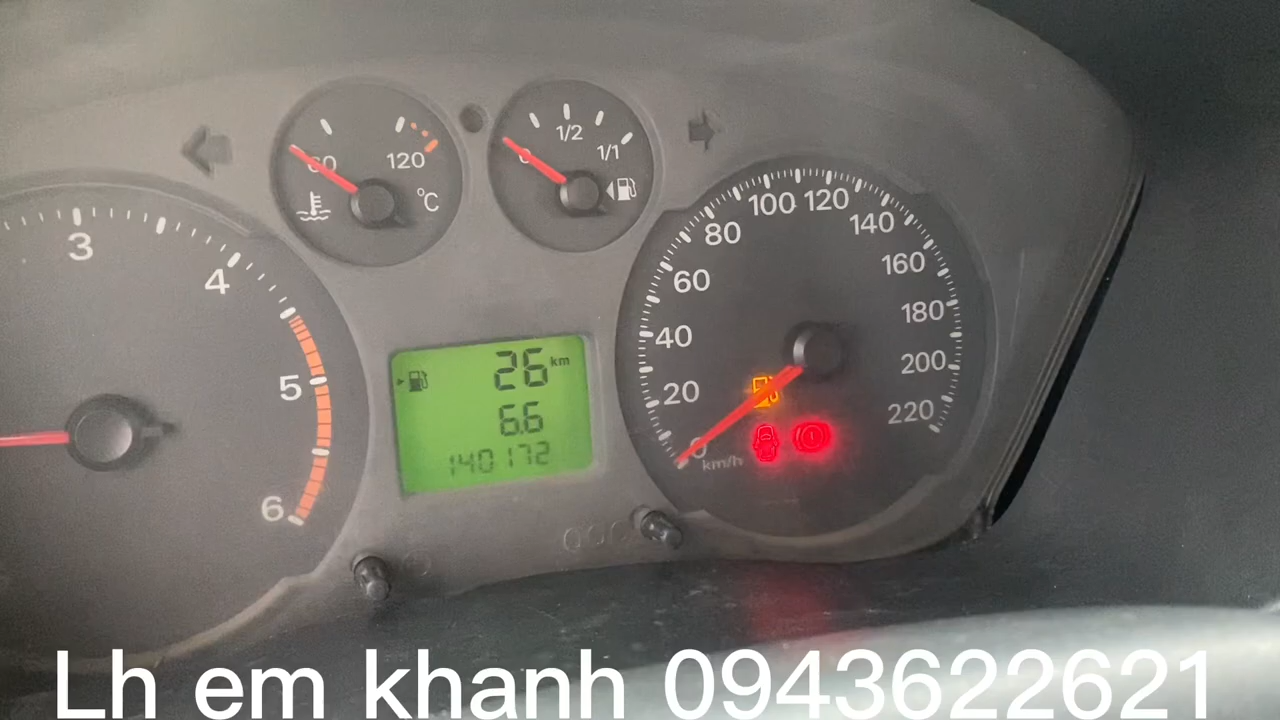 60 120 °C
0 1/2 1/1
3 4 5 6
26 km
6.6
140172
0 20 40 60 80 100 120 140 160 180 200 220
km/h
Lh em khanh 0943622621